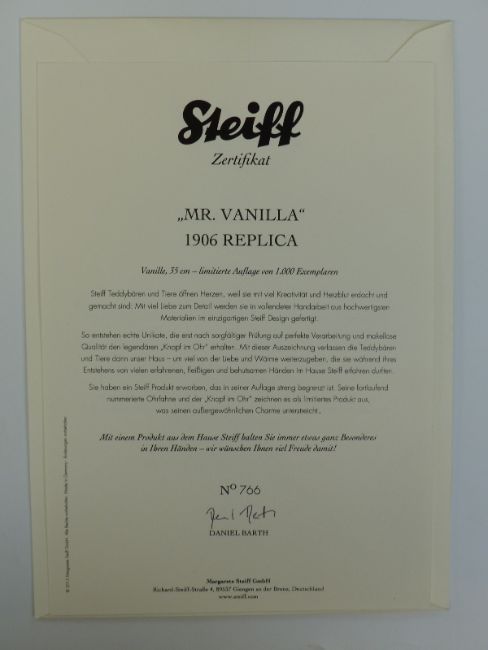 Steiff
Zertifikat
„MR. VANILLA“
1906 REPLICA
Vanille, 35 cm – limitierte Auflage von 1.000 Exemplaren
Steiff Teddybären und Tiere öffnen Herzen, weil sie mit viel Kreativität und Herzblut erdacht und
gemacht sind. Mit viel Liebe zum Detail werden sie in vollendeter Handarbeit aus hochwertigsten
Materialien im einzigartigen Steiff Design gefertigt.
So entstehen echte Unikate, die erst nach sorgfältiger Prüfung auf perfekte Verarbeitung und makellose
Qualität den legendären „Knopf im Ohr“ erhalten. Mit dieser Auszeichnung verlassen die Teddybären
und Tiere dann unser Haus – um viel von der Liebe und Wärme weiterzugeben, die sie während ihres
Entstehens von vielen erfahrenen, fleißigen und behutsamen Händen im Hause Steiff erfahren durften.
Sie haben ein Steiff Produkt erworben, das in seiner Auflage streng begrenzt ist. Seine fortlaufend
nummerierte Ohrfahne und der „Knopf im Ohr“ zeichnen es als limitiertes Produkt aus,
was seinen außergewöhnlichen Charme unterstreicht.
Mit einem Produkt aus dem Hause Steiff halten Sie immer etwas ganz Besonderes
in Ihren Händen – wir wünschen Ihnen viel Freude damit!
Nº 766
DANIEL BARTH
Margarete Steiff GmbH
Richard-Steiff-Straße 4, 89537 Giengen an der Brenz, Deutschland
www.steiff.com